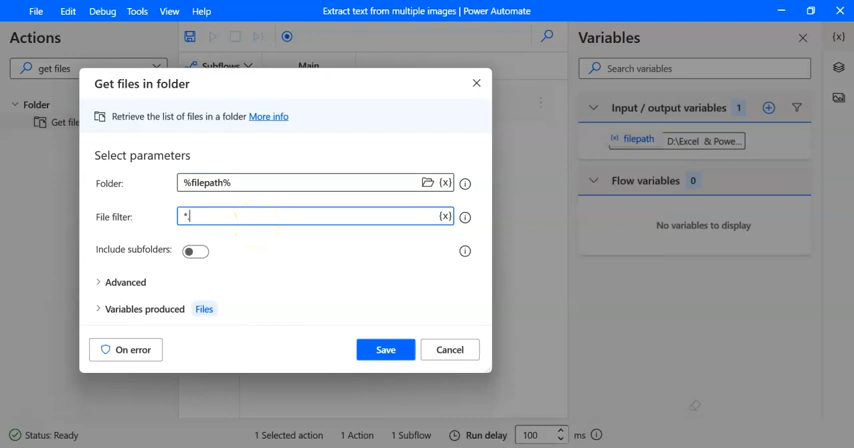 File Edit Debug Tools View Help Extract text from multiple images | Power Automate
Actions
get files
Folder
Get file
Subflows Main
Variables {x}
Search variables
Input / output variables 1
(x) filepath D:\Excel & Powe...
Flow variables 0
No variables to display
Get files in folder
Retrieve the list of files in a folder More info
Select parameters
Folder: %filepath% {x}
File filter: *. {x}
Include subfolders:
Advanced
Variables produced Files
On error Save Cancel
Status: Ready 1 Selected action 1 Action 1 Subflow Run delay 100 ms